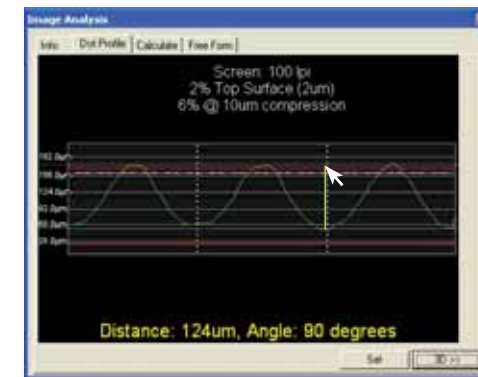 Image Analysis
Info Dot Profile Calculate Free Form
Screen: 100 lpi
2% Top Surface (2um)
6% @ 10um compression
Distance: 124um, Angle: 90 degrees
Set 3D >>